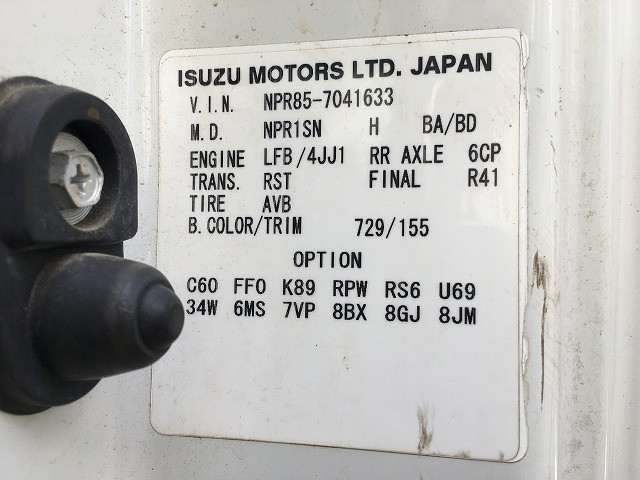 ISUZU MOTORS LTD. JAPAN
V.I.N. NPR85-7041633
M.D. NPR1SN H BA/BD
ENGINE LFB/4JJ1 RR AXLE 6CP
TRANS. RST FINAL R41
TIRE AVB
B.COLOR/TRIM 729/155
OPTION
C60 FF0 K89 RPW RS6 U69
34W 6MS 7VP 8BX 8GJ 8JM